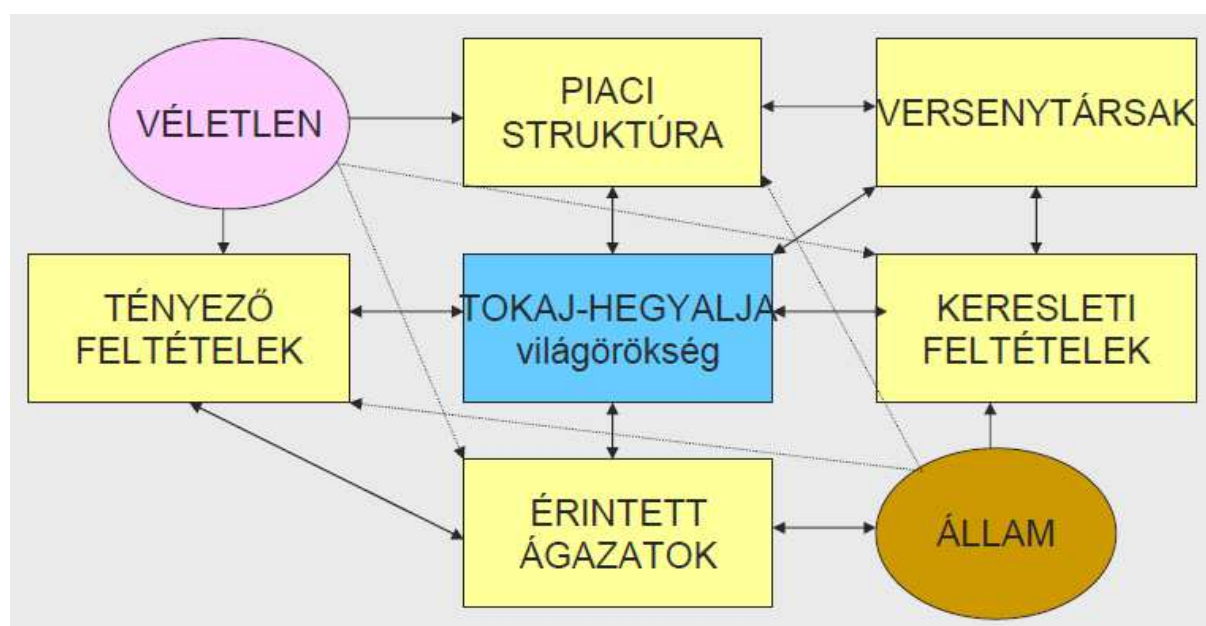 VÉLETLEN
PIACI
STRUKTÚRA
VERSENYTÁRSAK
TÉNYEZŐ
FELTÉTELEK
TOKAJ-HEGYALJA
világörökség
KERESLETI
FELTÉTELEK
ÉRINTETT
ÁGAZATOK
ÁLLAM